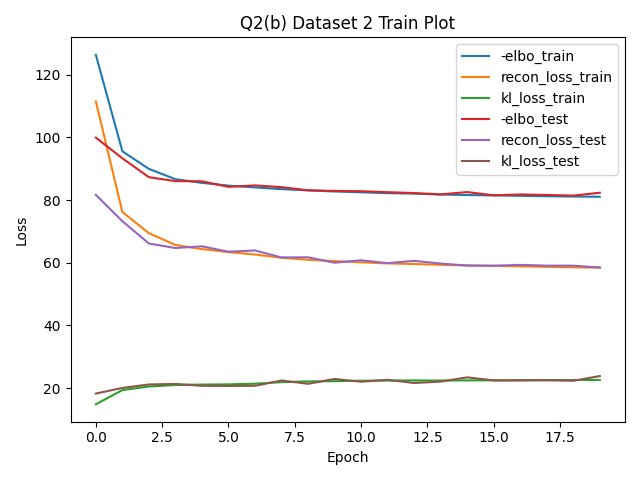 Q2(b) Dataset 2 Train Plot
-elbo_train
recon_loss_train
kl_loss_train
-elbo_test
recon_loss_test
kl_loss_test
Loss
120
100
80
60
40
20
0.0 2.5 5.0 7.5 10.0 12.5 15.0 17.5
Epoch